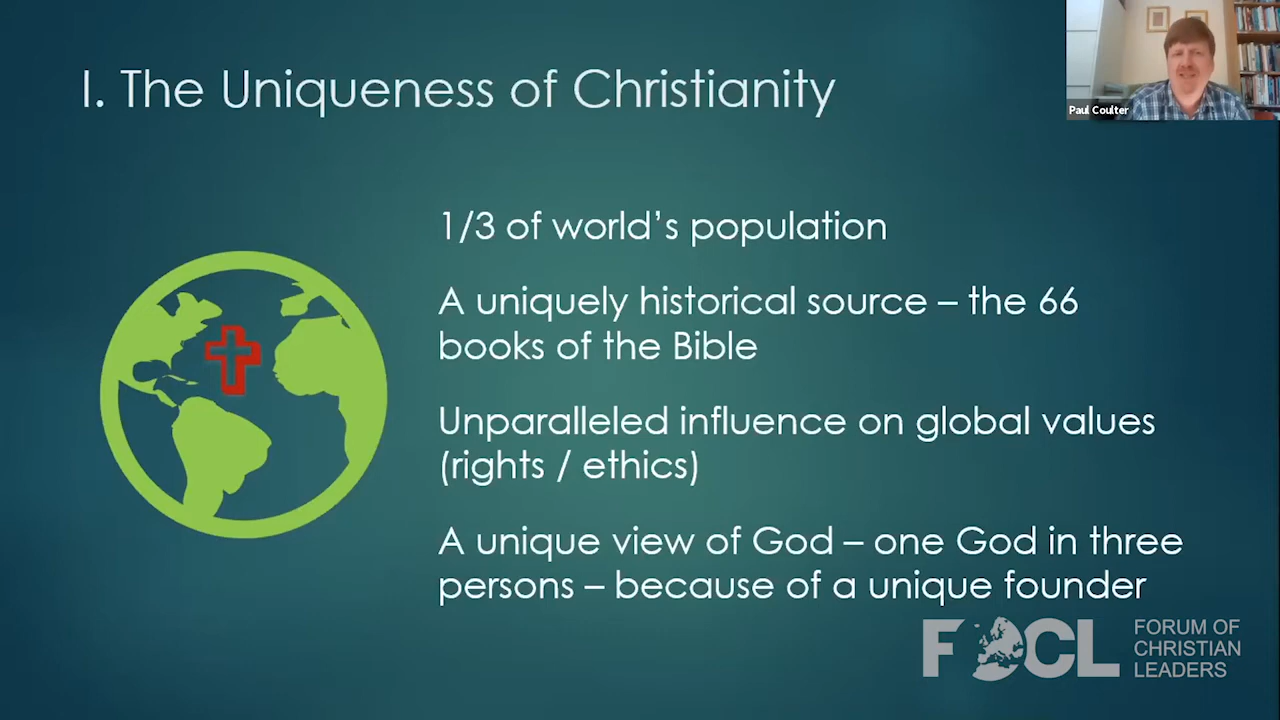 I. The Uniqueness of Christianity
Paul Coulter
1/3 of world's population
A uniquely historical source – the 66
books of the Bible
Unparalleled influence on global values
(rights / ethics)
A unique view of God – one God in three
persons – because of a unique founder
FOCL
FORUM OF
CHRISTIAN
LEADERS